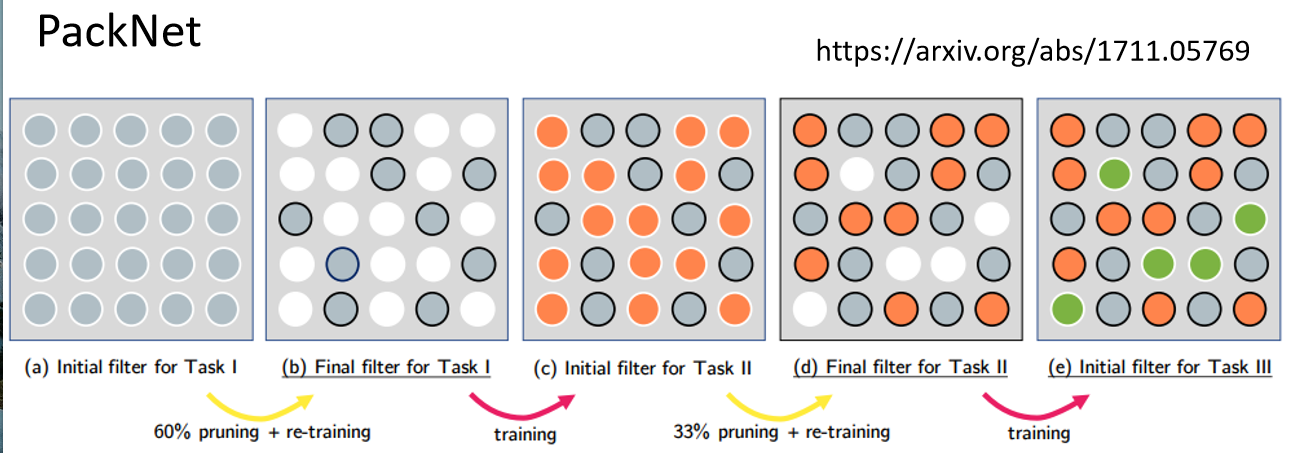 PackNet
https://arxiv.org/abs/1711.05769
(a) Initial filter for Task I
(b) Final filter for Task I
(c) Initial filter for Task II
(d) Final filter for Task II
(e) Initial filter for Task III
60% pruning + re-training
training
33% pruning + re-training
training